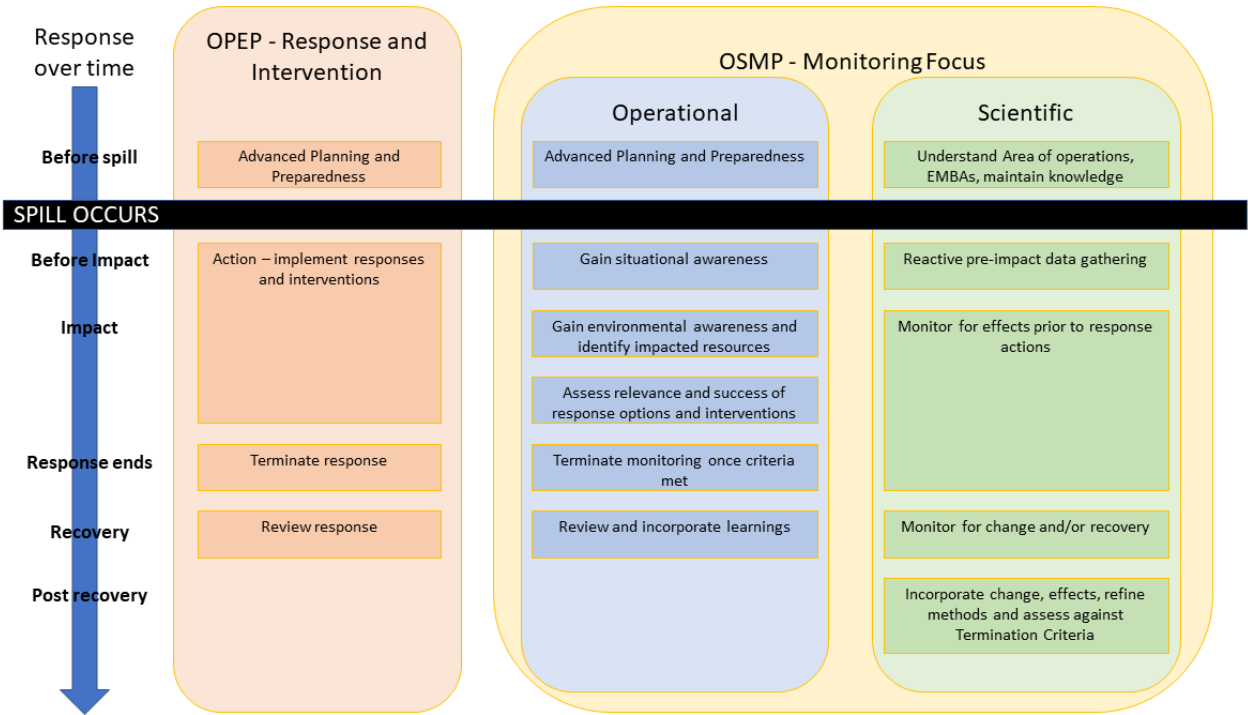 Response
over time
OPEP - Response and
Intervention
OSMP - Monitoring Focus
Operational
Scientific
Before spill
Advanced Planning and
Preparedness
Advanced Planning and Preparedness
Understand Area of operations,
EMBAs, maintain knowledge
SPILL OCCURS
Before Impact
Action – implement responses
and interventions
Gain situational awareness
Reactive pre-impact data gathering
Impact
Gain environmental awareness and
identify impacted resources
Monitor for effects prior to response
actions
Assess relevance and success of
response options and interventions
Response ends
Terminate response
Terminate monitoring once criteria
met
Recovery
Review response
Review and incorporate learnings
Monitor for change and/or recovery
Post recovery
Incorporate change, effects, refine
methods and assess against
Termination Criteria